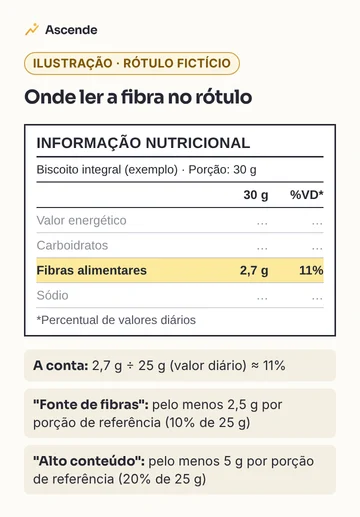 Ascende
ILUSTRAÇÃO · RÓTULO FICTÍCIO
Onde ler a fibra no rótulo
INFORMAÇÃO NUTRICIONAL
Biscoito integral (exemplo) · Porção: 30 g
30 g %VD*
Valor energético ... ...
Carboidratos ... ...
Fibras alimentares 2,7 g 11%
Sódio ... ...
*Percentual de valores diários
A conta: 2,7 g ÷ 25 g (valor diário) ≈ 11%
"Fonte de fibras": pelo menos 2,5 g por
porção de referência (10% de 25 g)
"Alto conteúdo": pelo menos 5 g por porção
de referência (20% de 25 g)